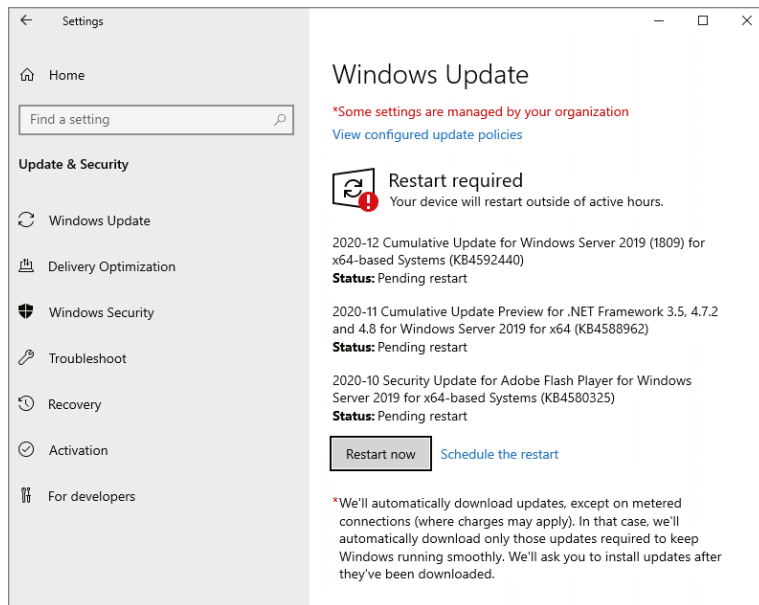 Settings
Home
Find a setting
Update & Security
Windows Update
Delivery Optimization
Windows Security
Troubleshoot
Recovery
Activation
For developers
Windows Update
*Some settings are managed by your organization
View configured update policies
Restart required
Your device will restart outside of active hours.
2020-12 Cumulative Update for Windows Server 2019 (1809) for
x64-based Systems (KB4592440)
Status: Pending restart
2020-11 Cumulative Update Preview for .NET Framework 3.5, 4.7.2
and 4.8 for Windows Server 2019 for x64 (KB4588962)
Status: Pending restart
2020-10 Security Update for Adobe Flash Player for Windows
Server 2019 for x64-based Systems (KB4580325)
Status: Pending restart
Restart now Schedule the restart
*We'll automatically download updates, except on metered
connections (where charges may apply). In that case, we'll
automatically download only those updates required to keep
Windows running smoothly. We'll ask you to install updates after
they've been downloaded.